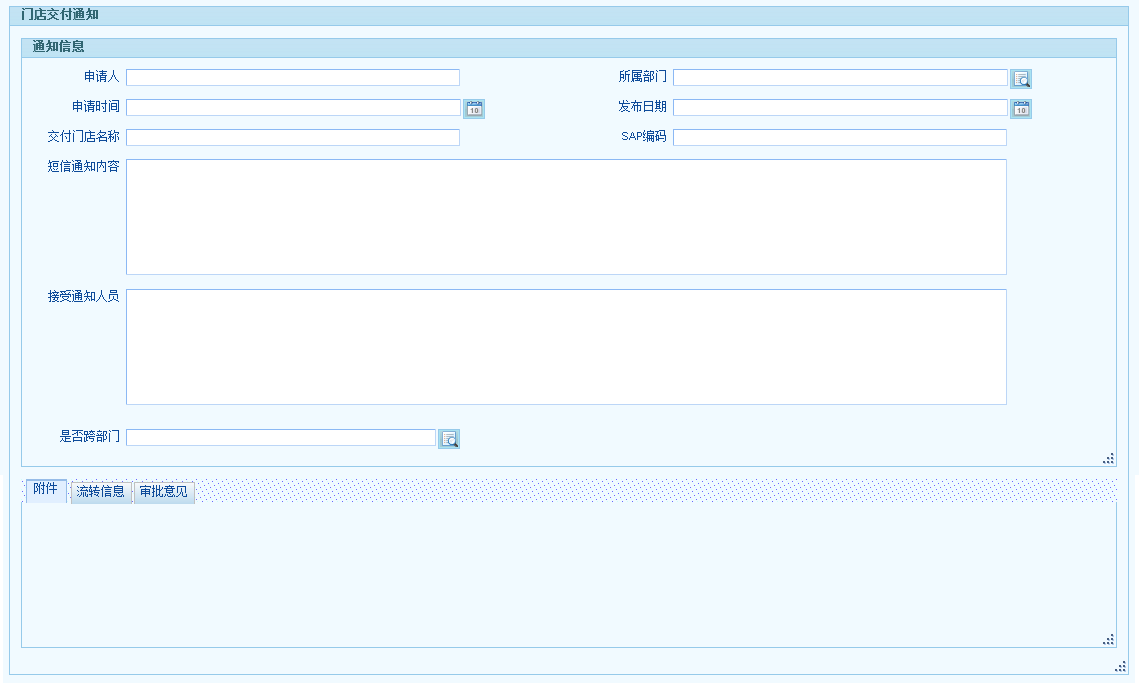 门店交付通知
通知信息
申请人 所属部门
申请时间 10 发布日期 10
交付门店名称 SAP编码
短信通知内容
接受通知人员
是否跨部门
附件 流转信息 审批意见